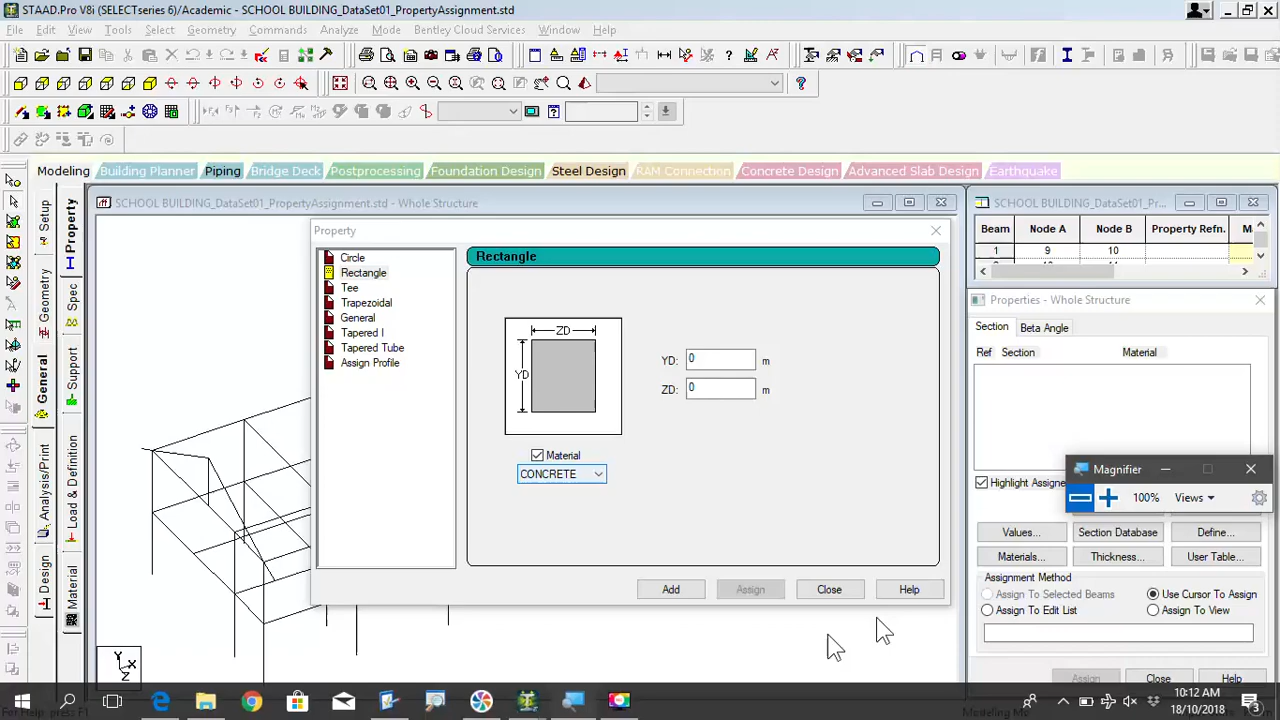 STAAD.Pro V8i (SELECTseries 6)/Academic - SCHOOL BUILDING_DataSet01_PropertyAssignment.std
File Edit View Tools Select Geometry Commands Analyze Mode Bentley Cloud Services Window Help
Modeling Building Planner Piping Bridge Deck Postprocessing Foundation Design Steel Design RAM Connection Concrete Design Advanced Slab Design Earthquake
SCHOOL BUILDING_DataSet01_PropertyAssignment.std - Whole Structure
SCHOOL BUILDING_DataSet01_Pr...
Setup
Geometry
General
Analysis/Print
Design
Property
Spec
Support
Load & Definition
Material
Property
Circle
Rectangle
Tee
Trapezoidal
General
Tapered I
Tapered Tube
Assign Profile
Rectangle
ZD
YD
YD: 0 m
ZD: 0 m
Material
CONCRETE
Add Assign Close Help
Y
X
Z
Beam Node A Node B Property Refn.
1 9 10
Properties - Whole Structure
Section Beta Angle
Ref Section Material
Highlight Assigne
Magnifier
100% Views
Values... Section Database Define...
Materials... Thickness... User Table...
Assignment Method
Assign To Selected Beams Use Cursor To Assign
Assign To Edit List Assign To View
Assign Close Help
10:12 AM
18/10/2018
3